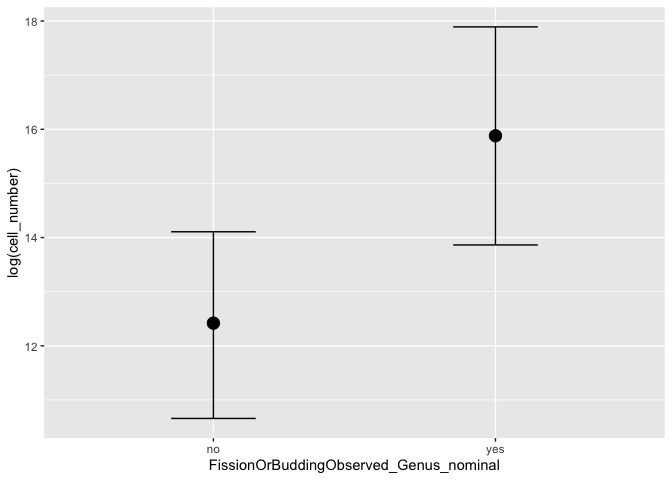 18
16
14
12
log(cell_number)
no
yes
FissionOrBuddingObserved_Genus_nominal